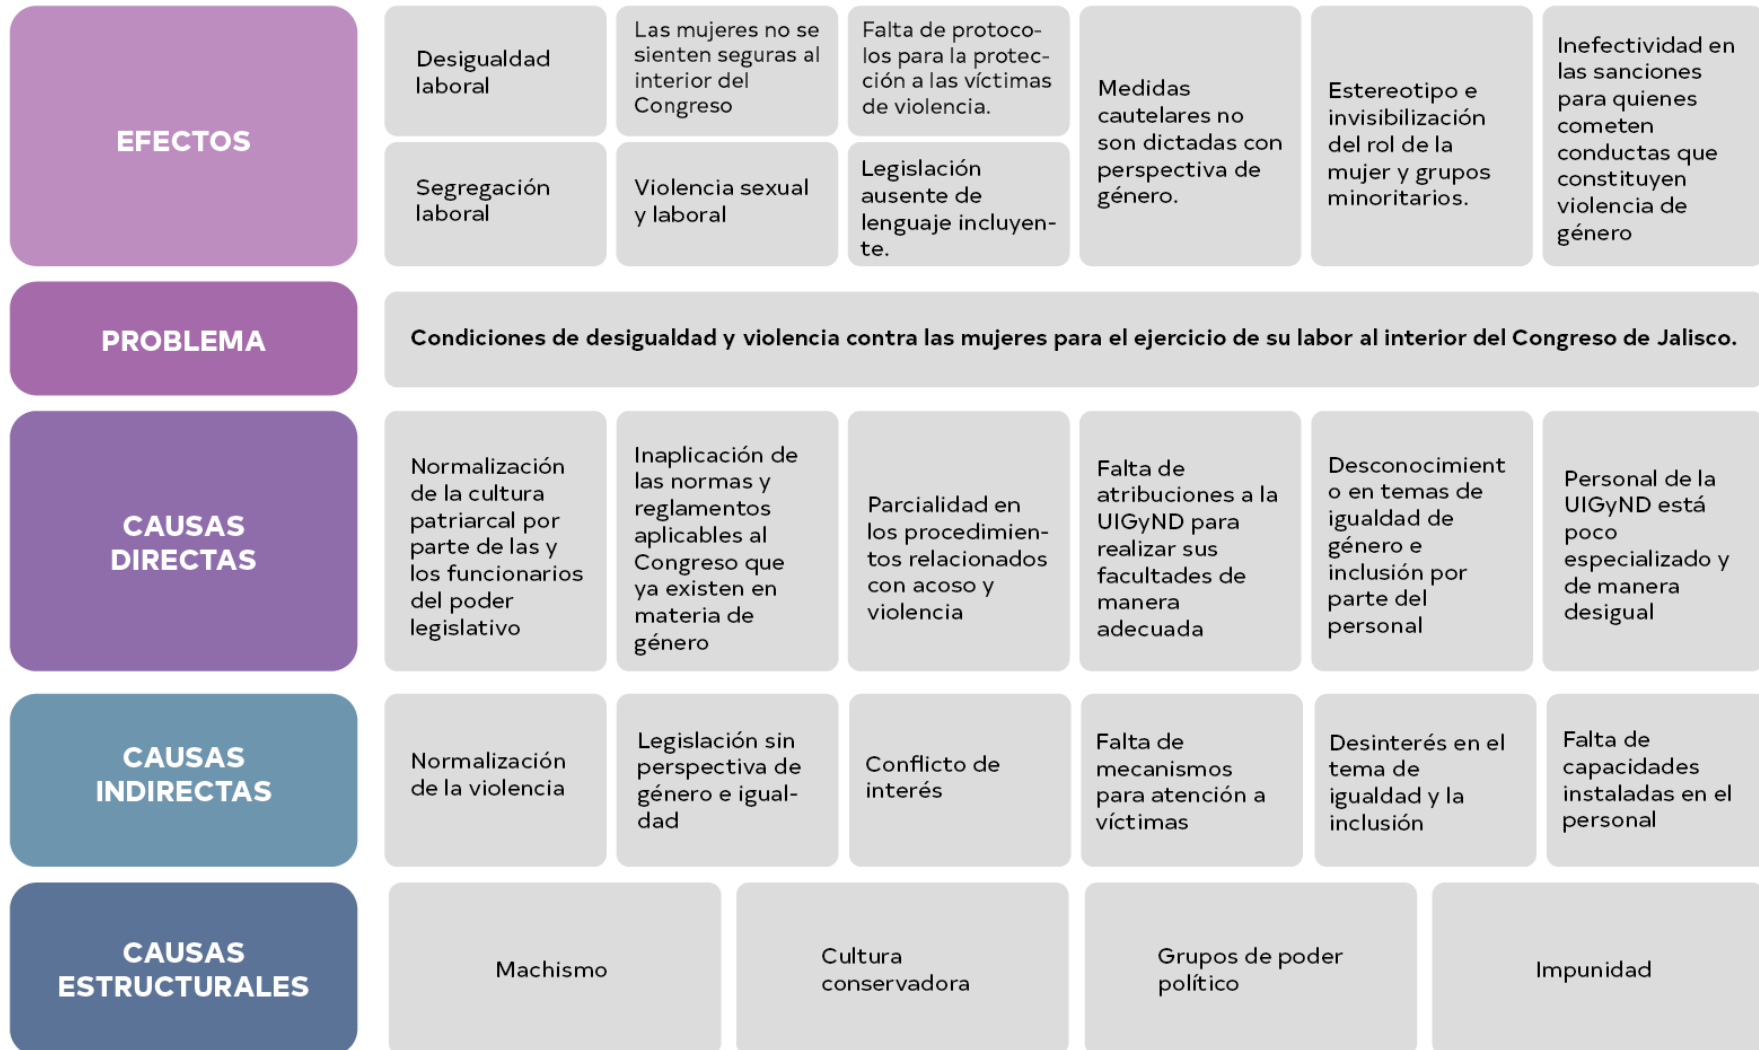 EFECTOS
Desigualdad
laboral
Las mujeres no se
sienten seguras al
interior del
Congreso
Falta de protoco-
los para la protec-
ción a las víctimas
de violencia.
Segregación
laboral
Violencia sexual
y laboral
Legislación
ausente de
lenguaje incluyen-
te.
Medidas
cautelares no
son dictadas con
perspectiva de
género.
Estereotipo e
invisibilización
del rol de la
mujer y grupos
minoritarios.
Inefectividad en
las sanciones
para quienes
cometen
conductas que
constituyen
violencia de
género
PROBLEMA
Condiciones de desigualdad y violencia contra las mujeres para el ejercicio de su labor al interior del Congreso de Jalisco.
CAUSAS
DIRECTAS
Normalización
de la cultura
patriarcal por
parte de las y
los funcionarios
del poder
legislativo
Inaplicación de
las normas y
reglamentos
aplicables al
Congreso que
ya existen en
materia de
género
Parcialidad en
los procedimien-
tos relacionados
con acoso y
violencia
Falta de
atribuciones a la
UIGyND para
realizar sus
facultades de
manera
adecuada
Desconocimient
o en temas de
igualdad de
género e
inclusión por
parte del
personal
Personal de la
UIGyND está
poco
especializado y
de manera
desigual
CAUSAS
INDIRECTAS
Normalización
de la violencia
Legislación sin
perspectiva de
género e igual-
dad
Conflicto de
interés
Falta de
mecanismos
para atención a
víctimas
Desinterés en el
tema de
igualdad y la
inclusión
Falta de
capacidades
instaladas en el
personal
CAUSAS
ESTRUCTURALES
Machismo
Cultura
conservadora
Grupos de poder
político
Impunidad